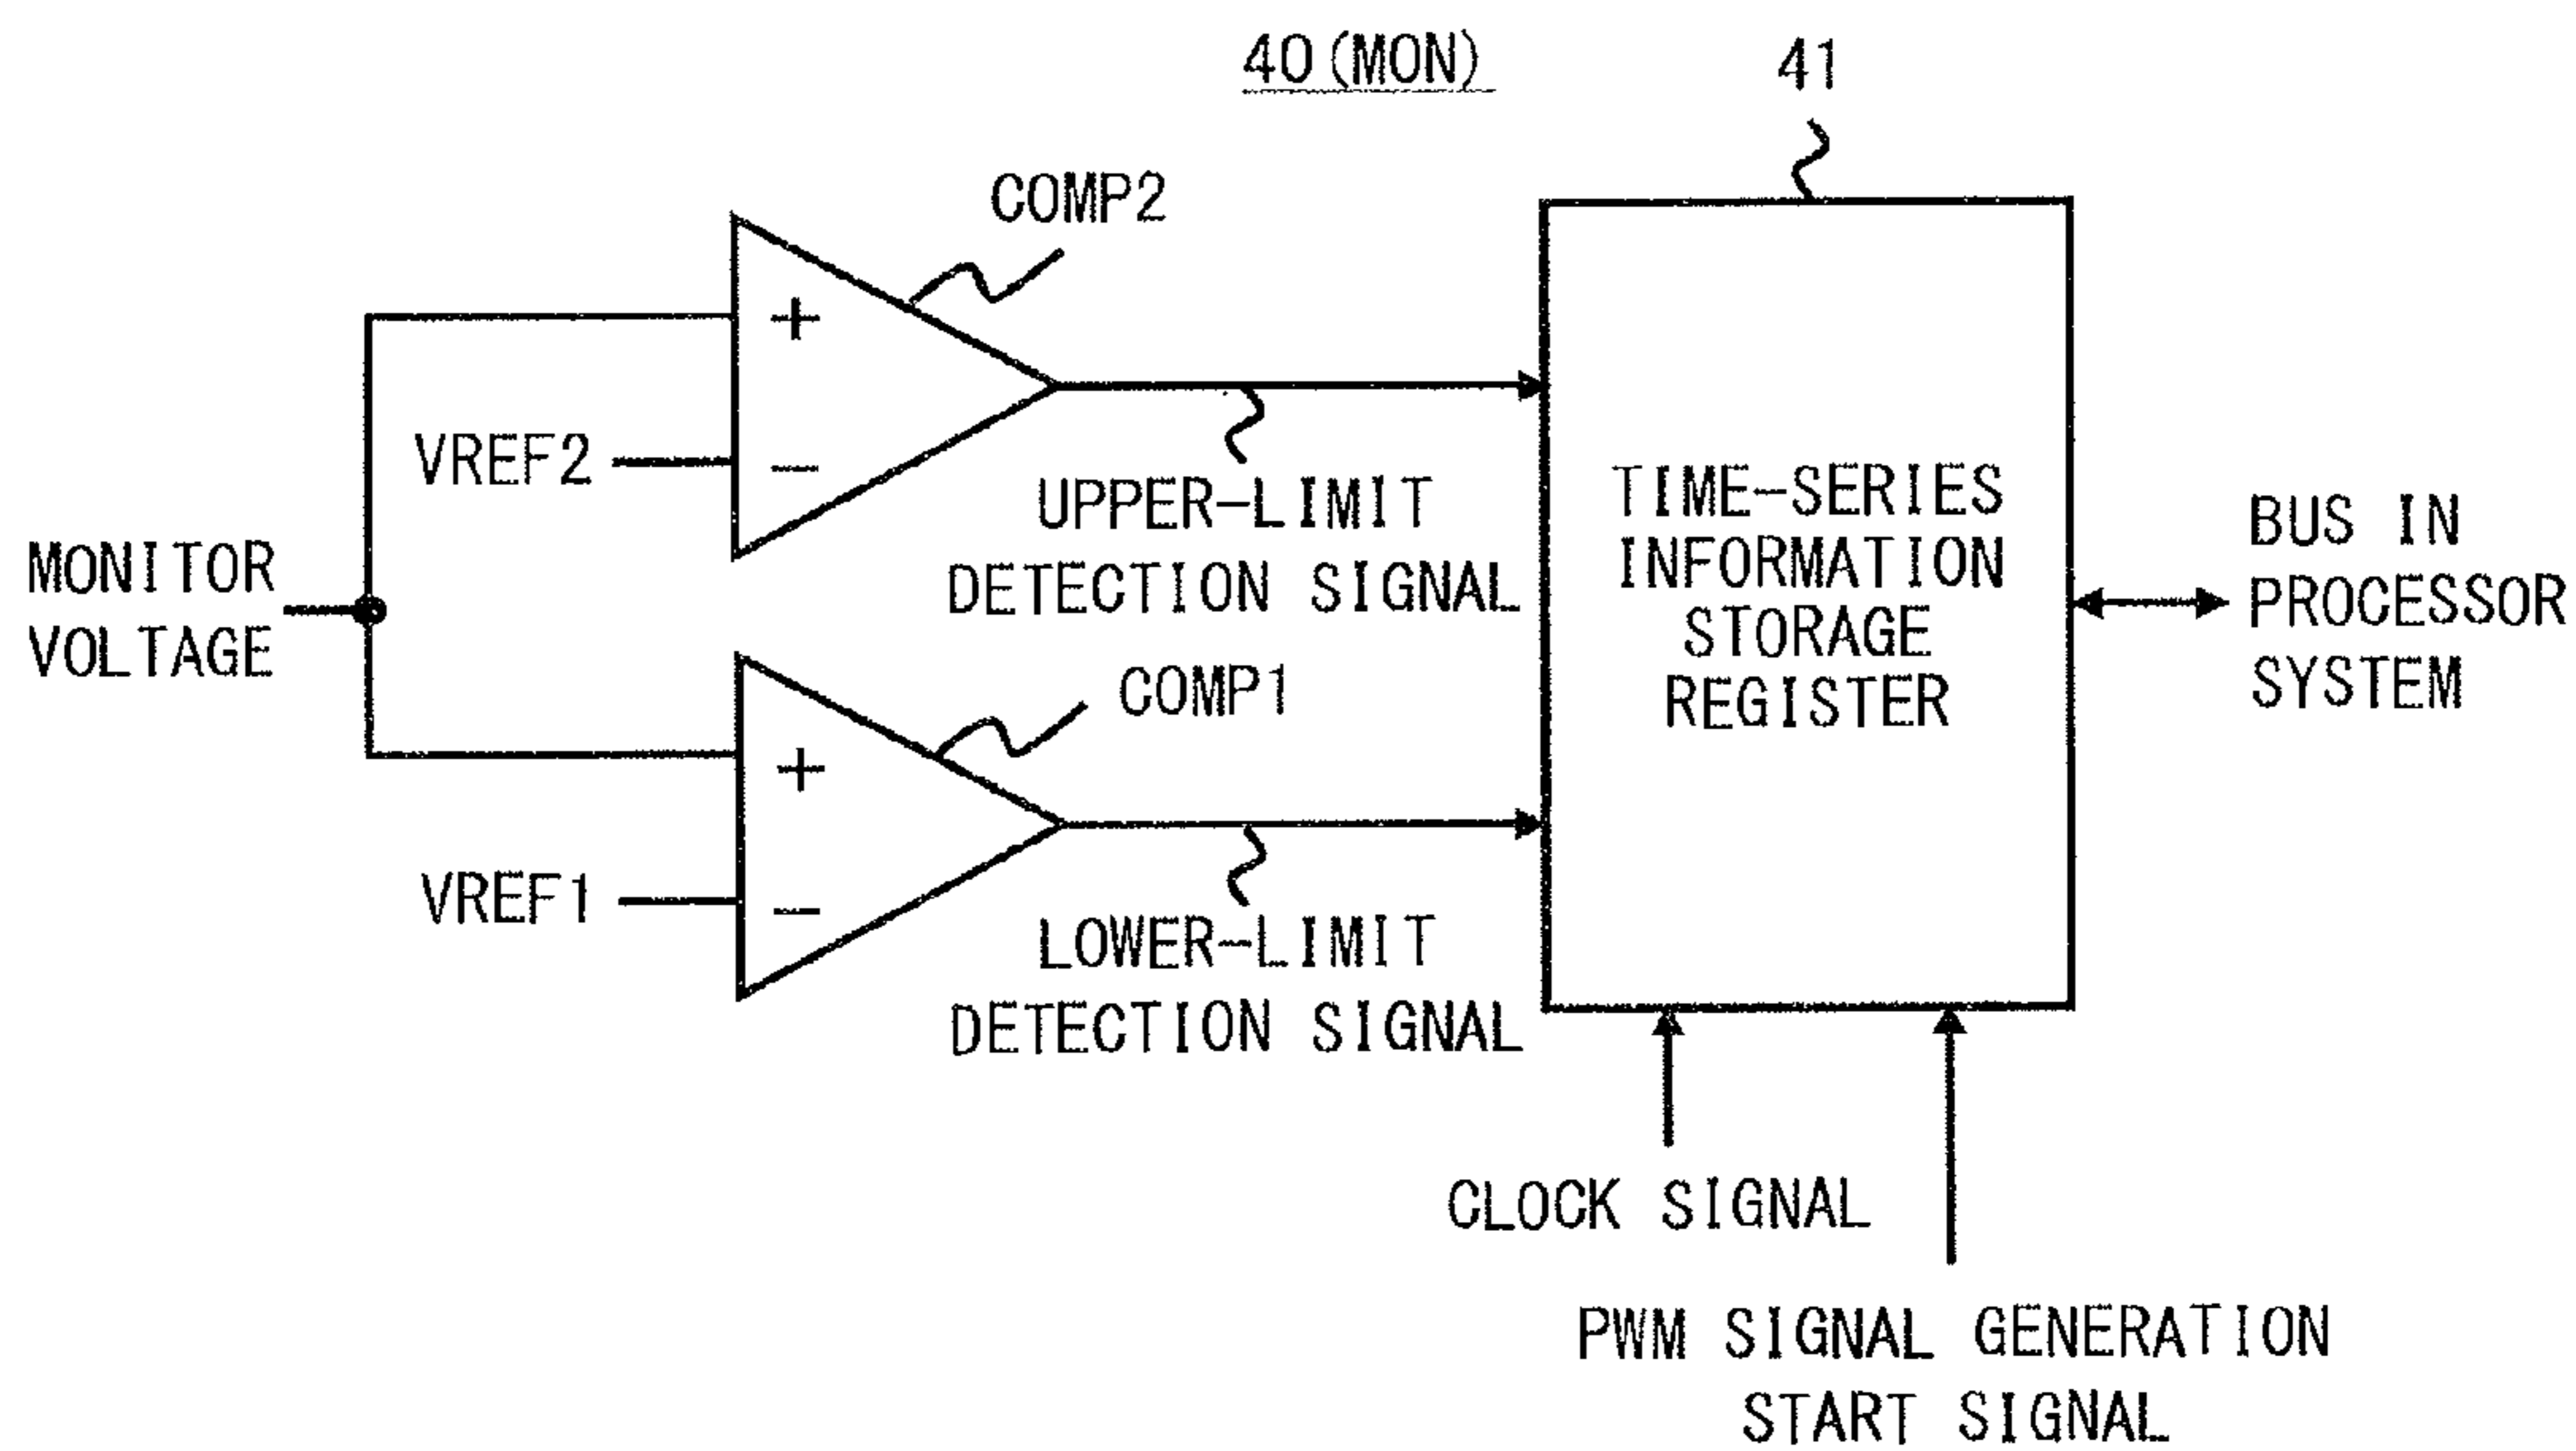 40(MON)
41
COMP2
+
VREF2
−
UPPER-LIMIT
DETECTION SIGNAL
MONITOR
VOLTAGE
COMP1
+
VREF1
−
LOWER-LIMIT
DETECTION SIGNAL
TIME-SERIES
INFORMATION
STORAGE
REGISTER
BUS IN
PROCESSOR
SYSTEM
CLOCK SIGNAL
PWM SIGNAL GENERATION
START SIGNAL